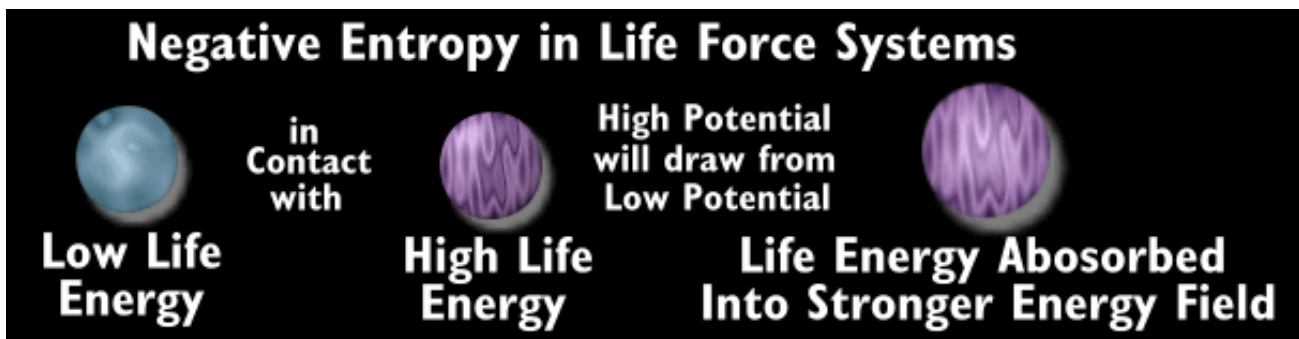 Negative Entropy in Life Force Systems
in
Contact
with
High Potential
will draw from
Low Potential
Low Life
Energy
High Life
Energy
Life Energy Abosorbed
Into Stronger Energy Field